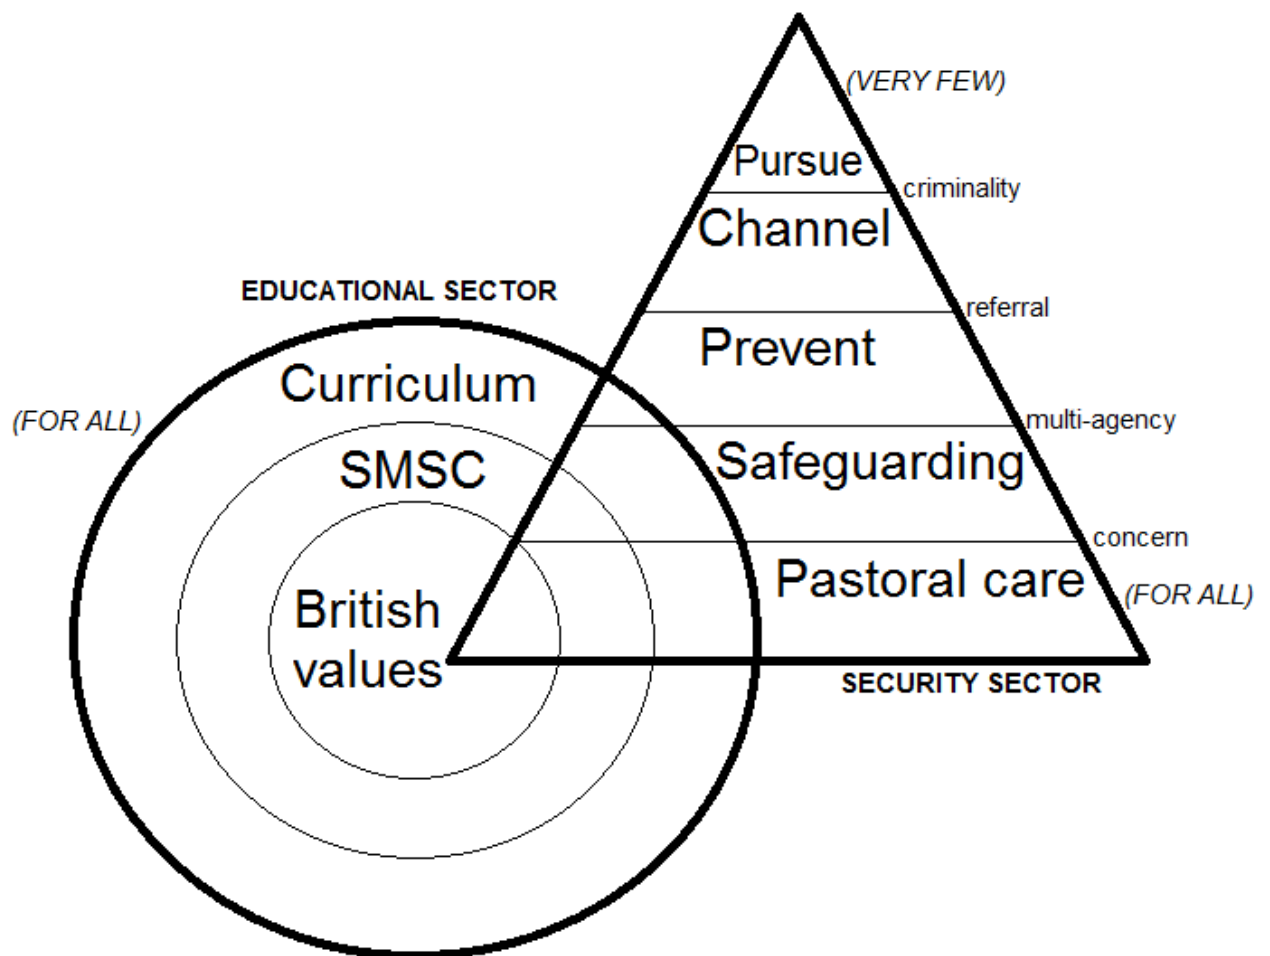 (VERY FEW)
Pursue
criminality
Channel
EDUCATIONAL SECTOR
referral
Prevent
Curriculum
(FOR ALL)
multi-agency
SMSC
Safeguarding
concern
Pastoral care
(FOR ALL)
British
values
SECURITY SECTOR